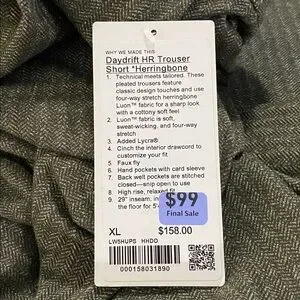 WHY WE MADE THIS
Daydrift HR Trouser
Short *Herringbone
1. Technical meets tailored. These
pleated trousers feature
classic design touches and use
four-way stretch herringbone
Luon™ fabric for a sharp look
with a cottony soft feel
2. Luon™ fabric is soft,
sweat-wicking, and four-way
stretch
3. Added Lycra®
4. Cinch the interior drawcord to
customize your fit
5. Faux fly
6. Hand pockets with card sleeve
7. Back welt pockets are stitched
closed—snip open to use
8. High rise, relaxed fit
9. 29" inseam, in
the floor for 5'
$99
Final Sale
XL $158.00
LW5HUPS HHDO
000158031890